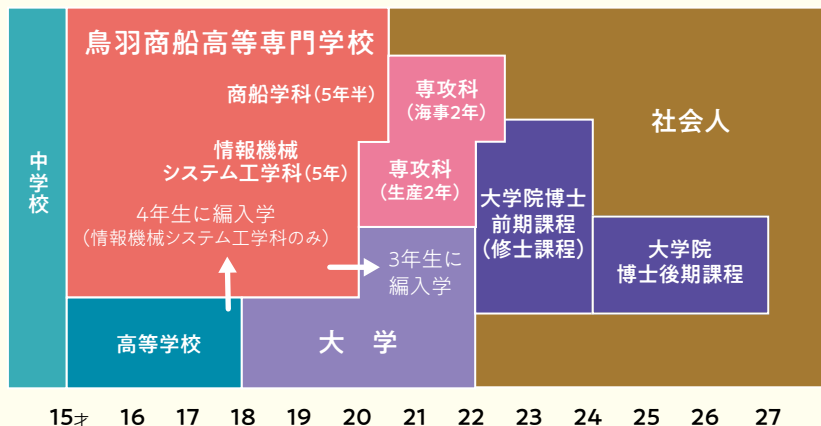 中学校
鳥羽商船高等専門学校
商船学科(5年半)
情報機械
システム工学科(5年)
4年生に編入学
(情報機械システム工学科のみ)
専攻科
(海事2年)
専攻科
(生産2年)
3年生に
編入学
高等学校
大 学
大学院博士
前期課程
(修士課程)
大学院
博士後期課程
社会人
15才 16 17 18 19 20 21 22 23 24 25 26 27